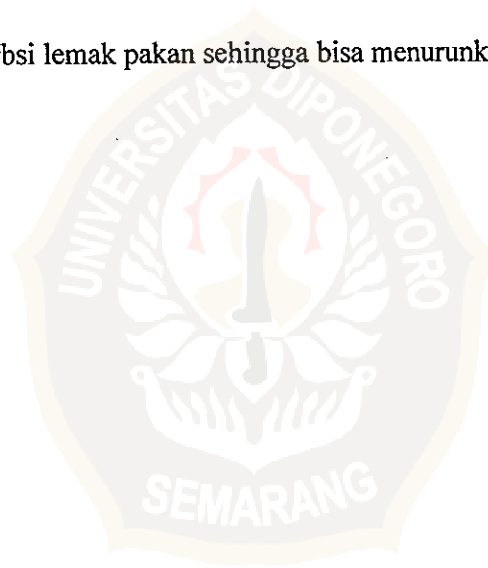 bsi lemak pakan sehingga bisa menurunk
UNIVERSITAS DIPONEGORO
SEMARANG